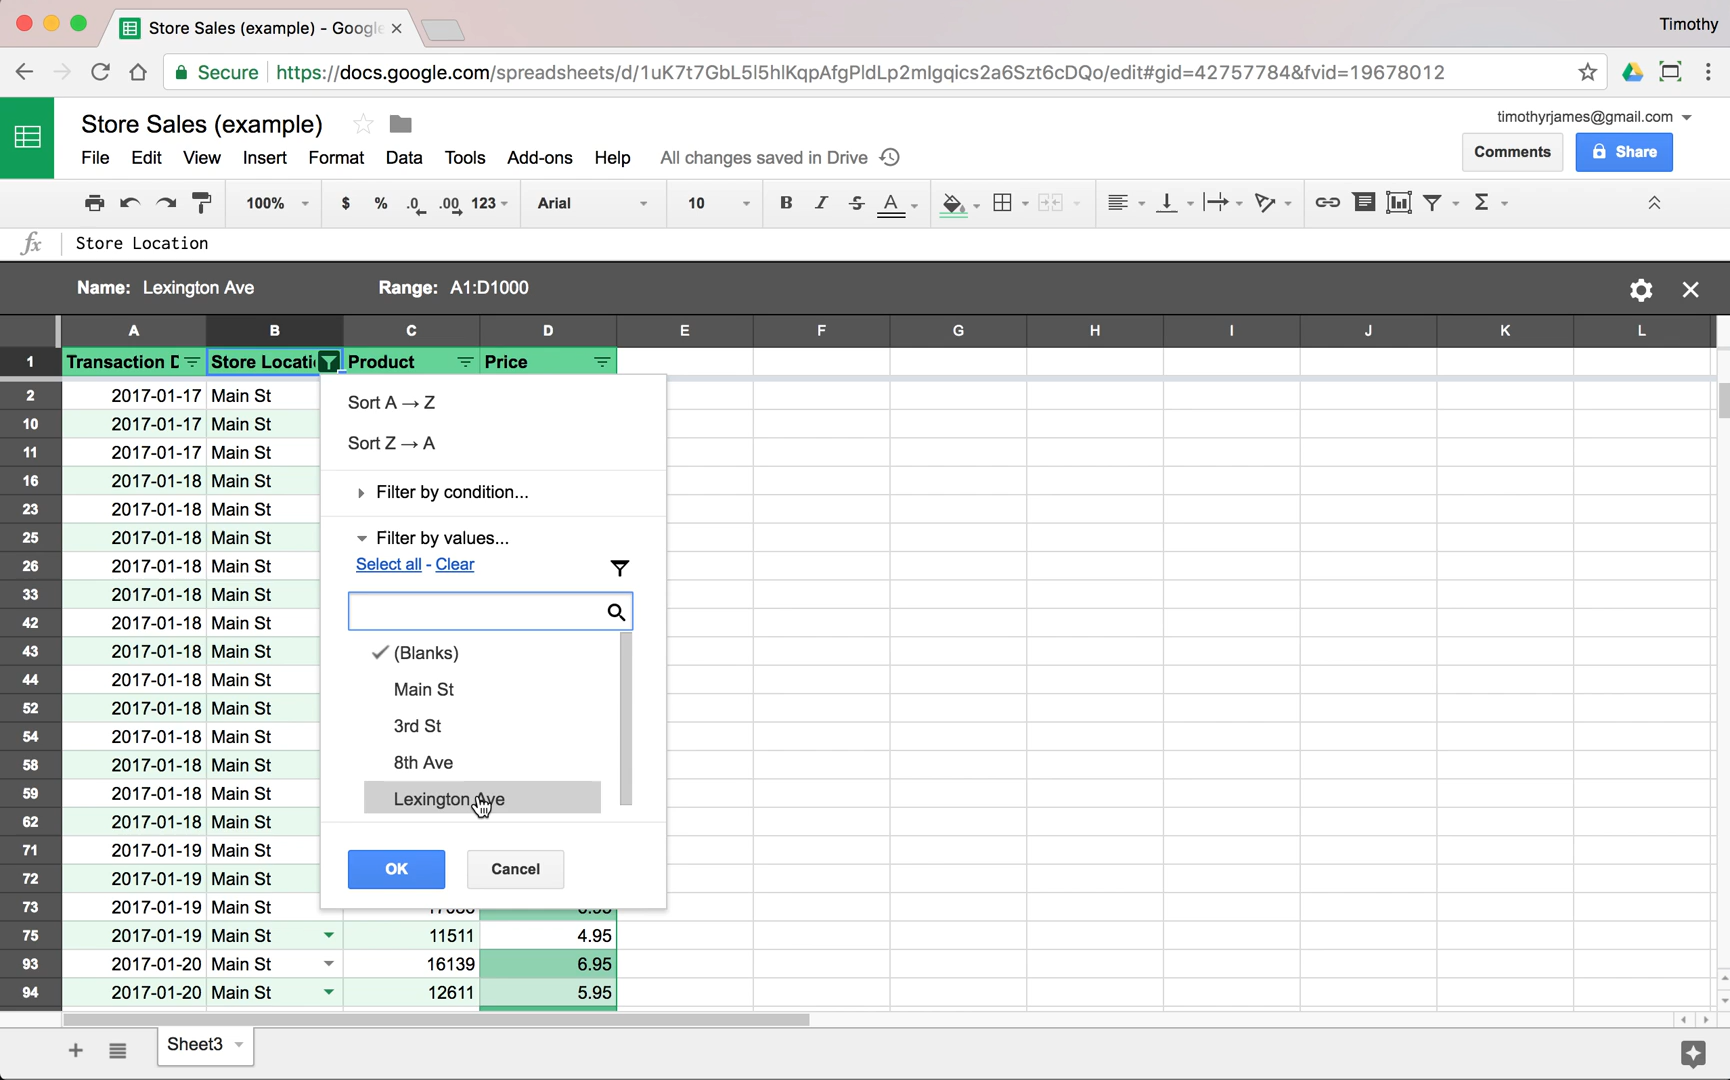 Store Sales (example) - Google
Timothy
Secure https://docs.google.com/spreadsheets/d/1uK7t7GbL5I5hlKqpAfgPldLp2mlgqics2a6Szt6cDQo/edit#gid=42757784&fvid=19678012
Store Sales (example)
timothyrjames@gmail.com
File Edit View Insert Format Data Tools Add-ons Help All changes saved in Drive
Comments Share
100% $ % .0 .00 123 Arial 10 B I S A Σ
fx Store Location
Name: Lexington Ave Range: A1:D1000
A B C D E F G H I J K L
1 Transaction D Store Locati Product Price
2 2017-01-17 Main St
10 2017-01-17 Main St
11 2017-01-17 Main St
16 2017-01-18 Main St
23 2017-01-18 Main St
25 2017-01-18 Main St
26 2017-01-18 Main St
33 2017-01-18 Main St
42 2017-01-18 Main St
43 2017-01-18 Main St
44 2017-01-18 Main St
52 2017-01-18 Main St
54 2017-01-18 Main St
58 2017-01-18 Main St
59 2017-01-18 Main St
62 2017-01-18 Main St
71 2017-01-19 Main St
72 2017-01-19 Main St
73 2017-01-19 Main St
75 2017-01-19 Main St 11511 4.95
93 2017-01-20 Main St 16139 6.95
94 2017-01-20 Main St 12611 5.95
Sort A → Z
Sort Z → A
Filter by condition...
Filter by values...
Select all - Clear
(Blanks)
Main St
3rd St
8th Ave
Lexington Ave
OK Cancel
Sheet3